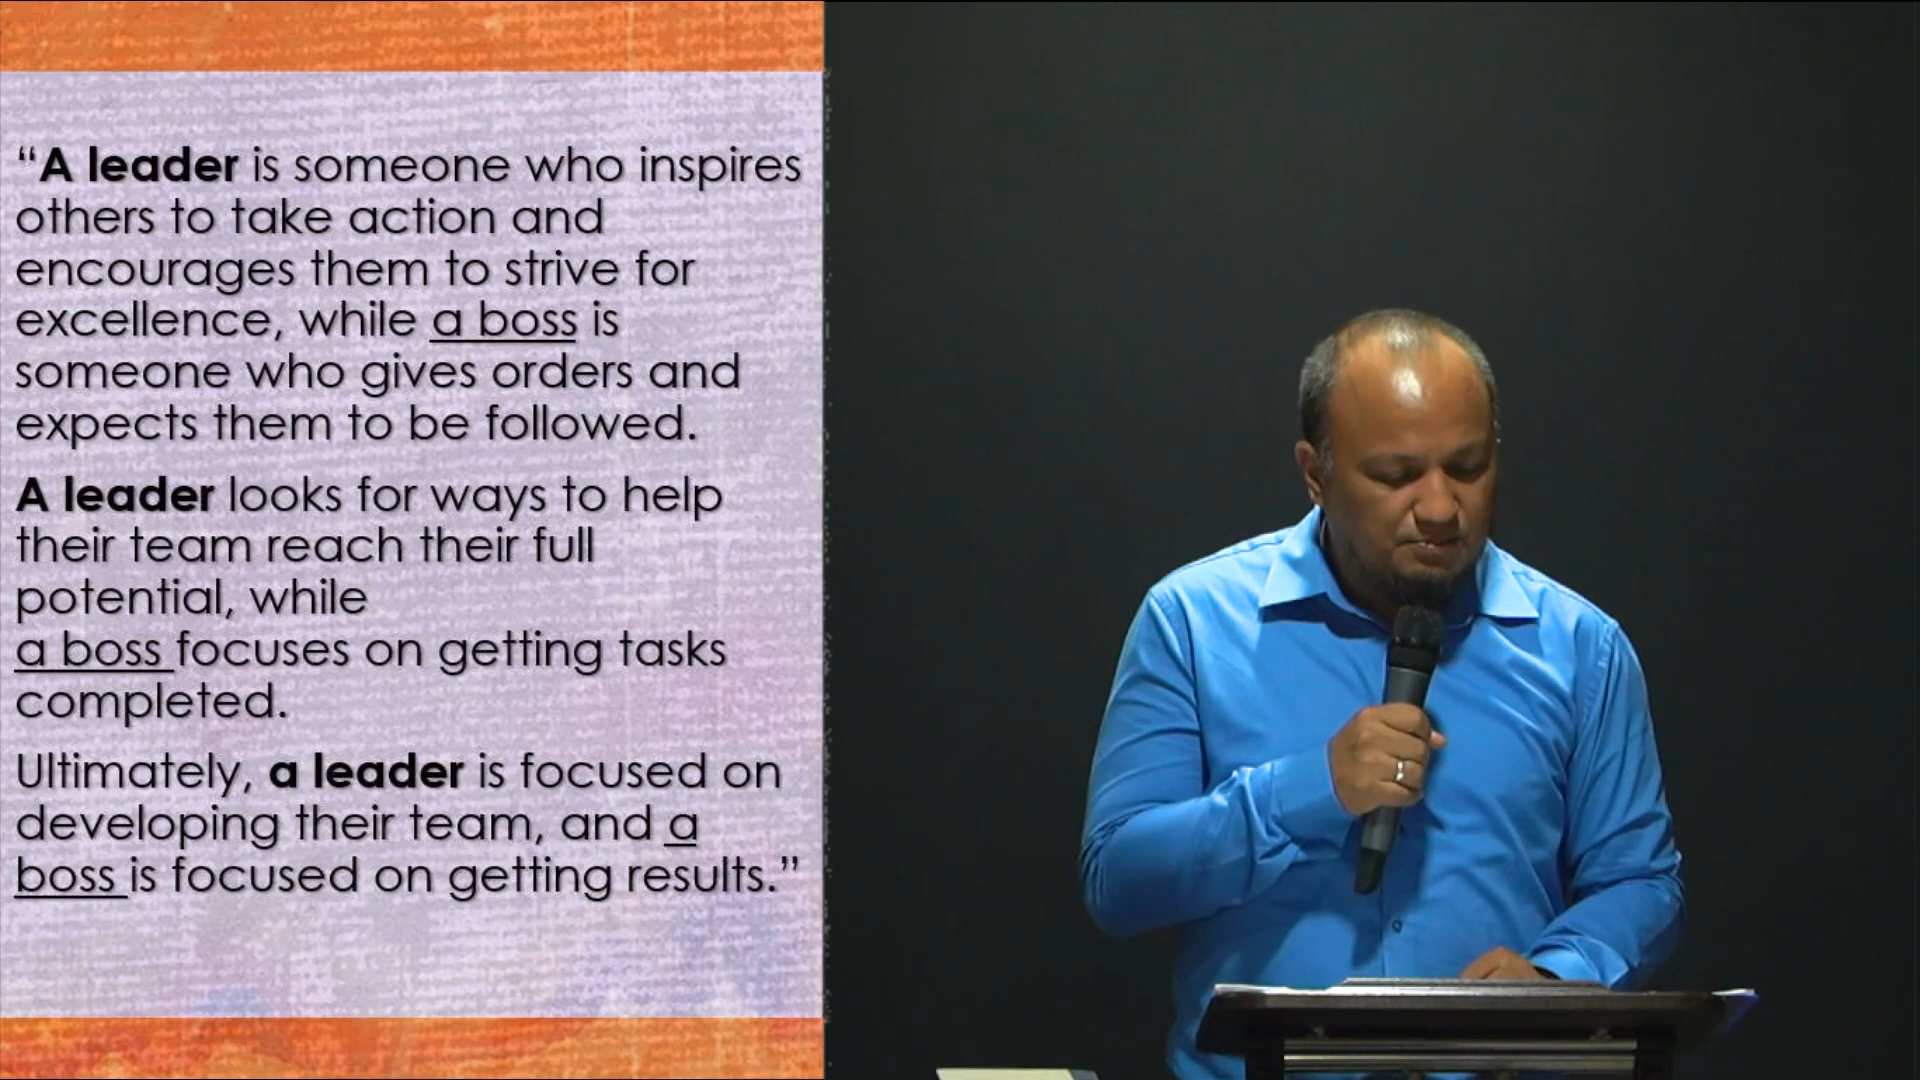 “A leader is someone who inspires
others to take action and
encourages them to strive for
excellence, while a boss is
someone who gives orders and
expects them to be followed.
A leader looks for ways to help
their team reach their full
potential, while
a boss focuses on getting tasks
completed.
Ultimately, a leader is focused on
developing their team, and a
boss is focused on getting results.”